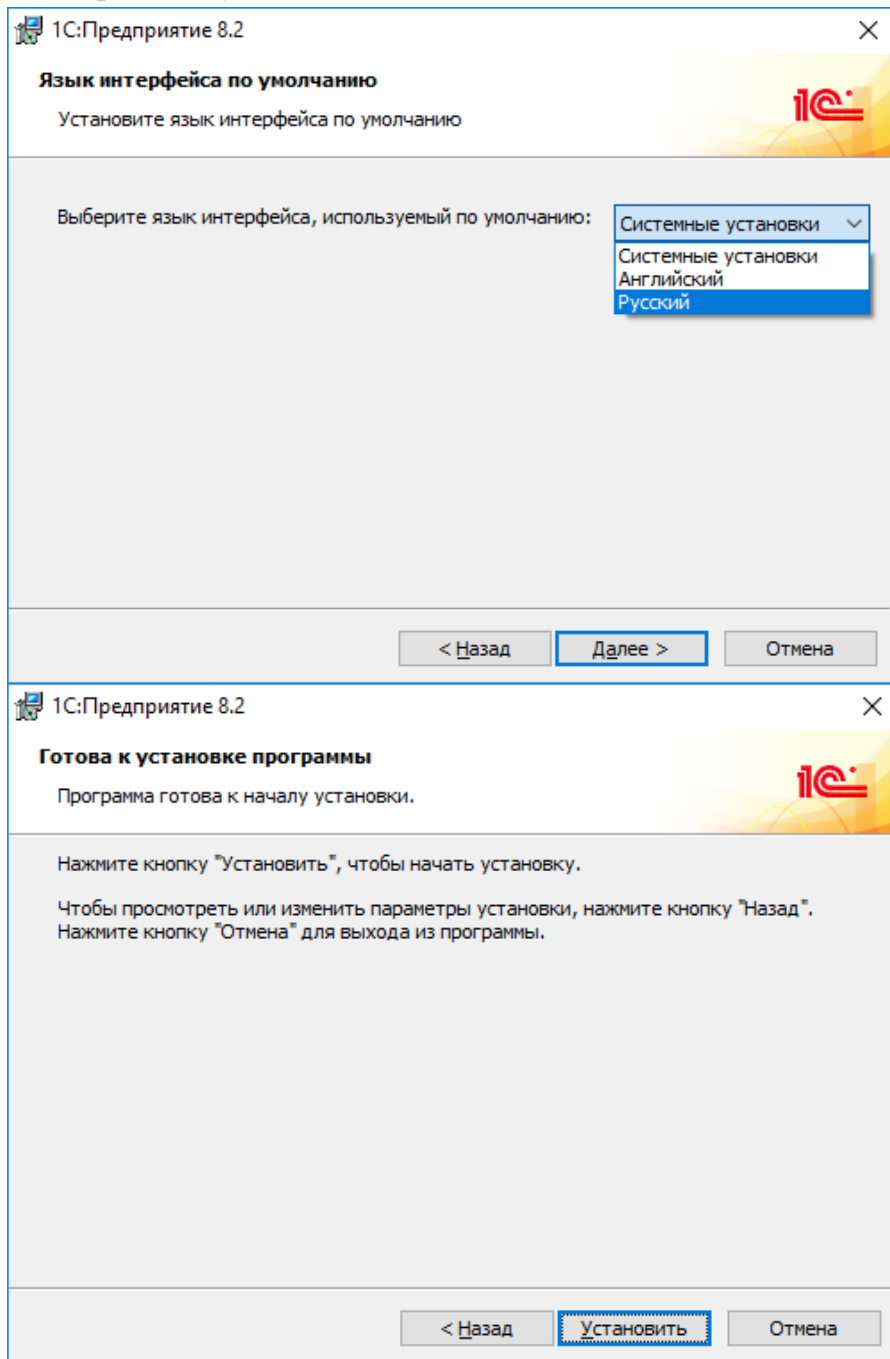 1С:Предприятие 8.2
Язык интерфейса по умолчанию
Установите язык интерфейса по умолчанию
1С
Выберите язык интерфейса, используемый по умолчанию: Системные установки
Системные установки
Английский
Русский
< Назад Далее > Отмена
1С:Предприятие 8.2
Готова к установке программы
Программа готова к началу установки.
1С
Нажмите кнопку "Установить", чтобы начать установку.
Чтобы просмотреть или изменить параметры установки, нажмите кнопку "Назад".
Нажмите кнопку "Отмена" для выхода из программы.
< Назад Установить Отмена